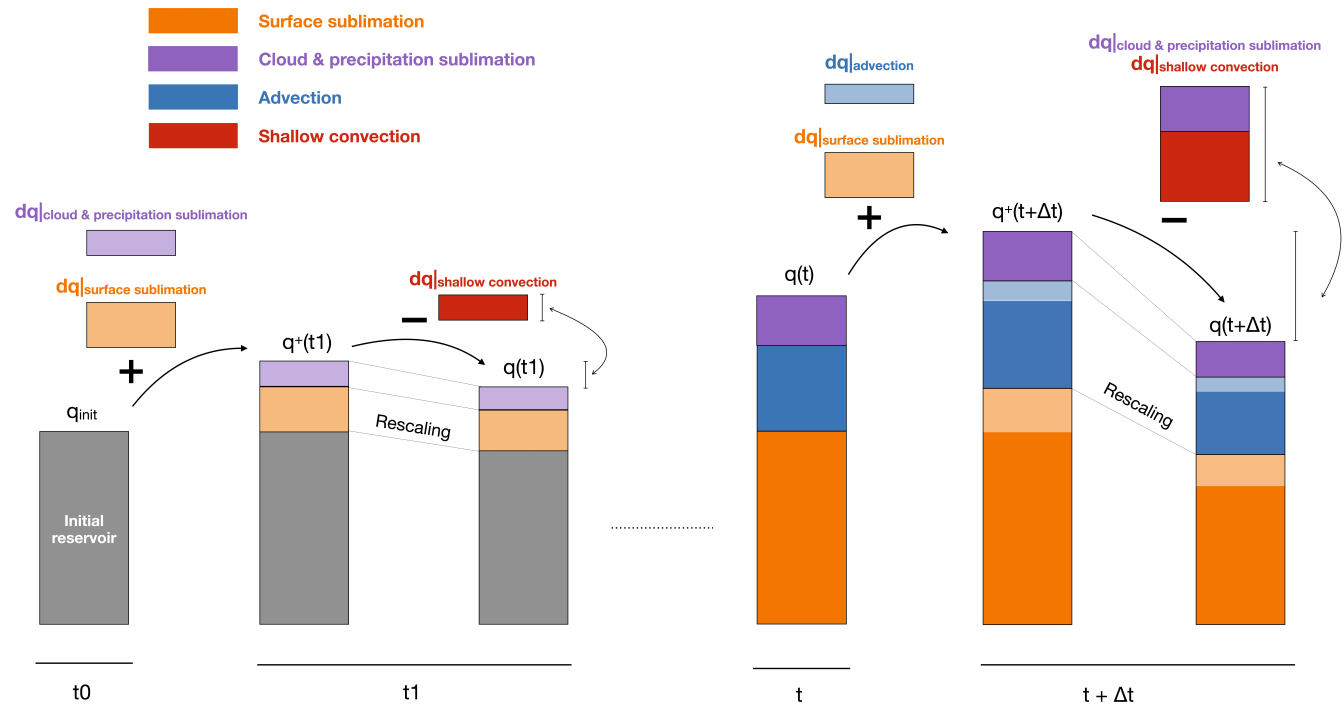 Surface sublimation
Cloud & precipitation sublimation
Advection
Shallow convection
dq|cloud & precipitation sublimation
dq|surface sublimation
+
qinit
Initial
reservoir
t0
q+(t1)
dq|shallow convection
−
q(t1)
Rescaling
t1
dq|advection
dq|surface sublimation
+
q(t)
t
q+(t+Δt)
dq|cloud & precipitation sublimation
dq|shallow convection
−
q(t+Δt)
Rescaling
t + Δt